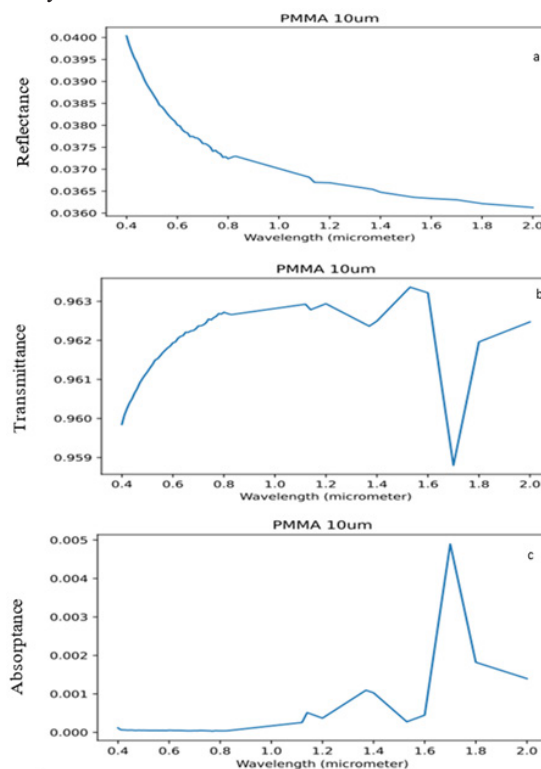 PMMA 10um
a
Reflectance
0.0400
0.0395
0.0390
0.0385
0.0380
0.0375
0.0370
0.0365
0.0360
0.4 0.6 0.8 1.0 1.2 1.4 1.6 1.8 2.0
Wavelength (micrometer)
PMMA 10um
b
Transmittance
0.963
0.962
0.961
0.960
0.959
0.4 0.6 0.8 1.0 1.2 1.4 1.6 1.8 2.0
Wavelength (micrometer)
PMMA 10um
c
Absorptance
0.005
0.004
0.003
0.002
0.001
0.000
0.4 0.6 0.8 1.0 1.2 1.4 1.6 1.8 2.0
Wavelength (micrometer)